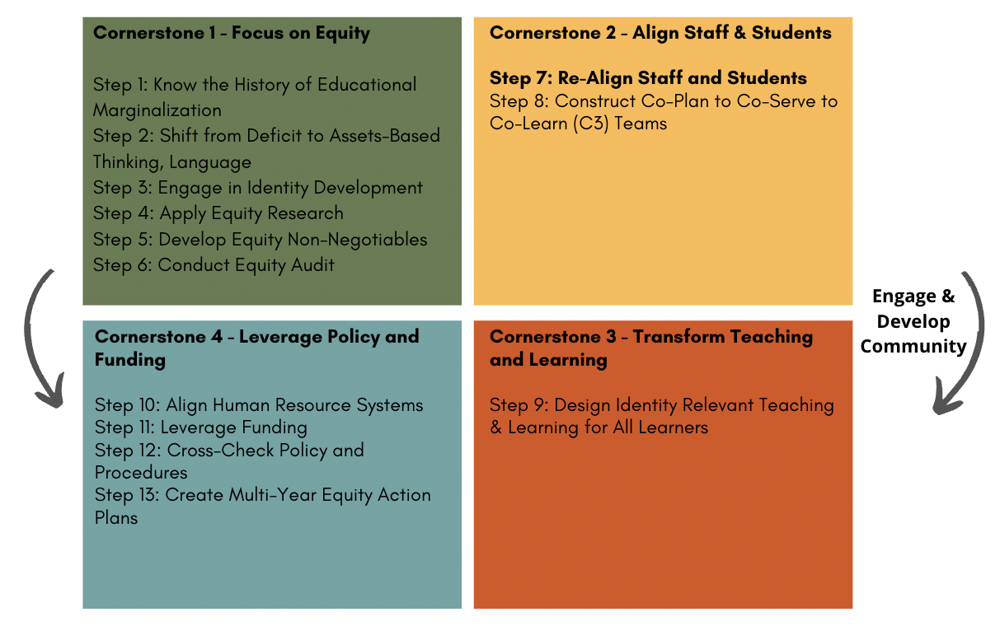 Cornerstone 1 - Focus on Equity
Step 1: Know the History of Educational
Marginalization
Step 2: Shift from Deficit to Assets-Based
Thinking, Language
Step 3: Engage in Identity Development
Step 4: Apply Equity Research
Step 5: Develop Equity Non-Negotiables
Step 6: Conduct Equity Audit
Cornerstone 2 - Align Staff & Students
Step 7: Re-Align Staff and Students
Step 8: Construct Co-Plan to Co-Serve to
Co-Learn (C3) Teams
Engage &
Develop
Community
Cornerstone 4 - Leverage Policy and
Funding
Step 10: Align Human Resource Systems
Step 11: Leverage Funding
Step 12: Cross-Check Policy and
Procedures
Step 13: Create Multi-Year Equity Action
Plans
Cornerstone 3 - Transform Teaching
and Learning
Step 9: Design Identity Relevant Teaching
& Learning for All Learners